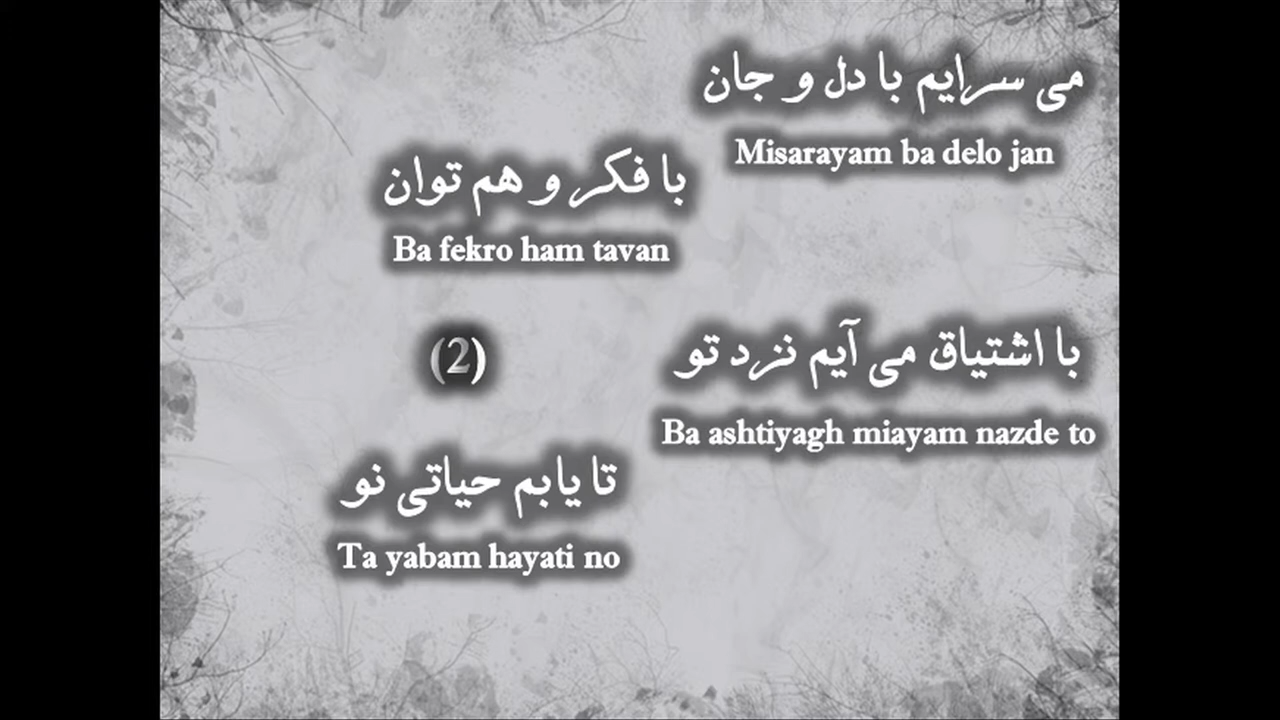 می سرایم با دل و جان
Misarayam ba delo jan
با فکر و هم توان
Ba fekro ham tavan
با اشتیاق می آیم نزد تو
Ba ashtiyagh miayam nazde to
(2)
تا یابم حیاتی نو
Ta yabam hayati no